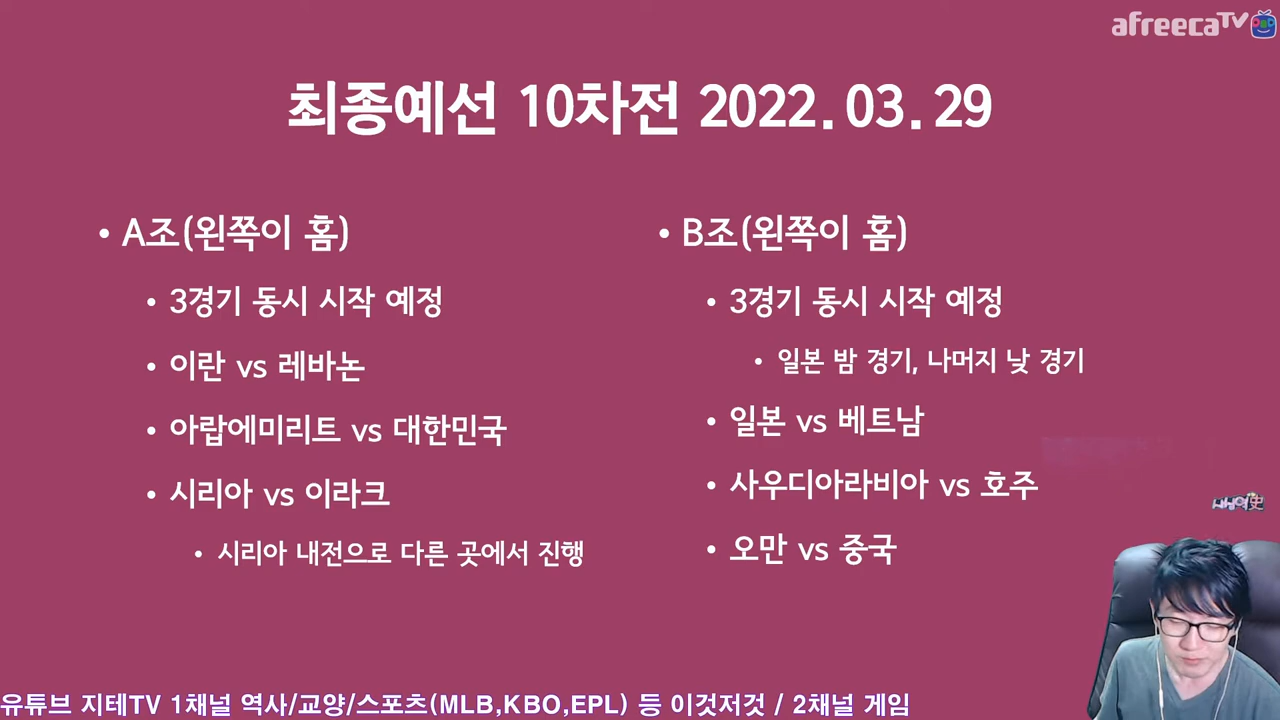 afreecaTV
최종예선 10차전 2022. 03. 29
• A조(왼쪽이 홈)
• 3경기 동시 시작 예정
• 이란 vs 레바논
• 아랍에미리트 vs 대한민국
• 시리아 vs 이라크
• 시리아 내전으로 다른 곳에서 진행
• B조(왼쪽이 홈)
• 3경기 동시 시작 예정
• 일본 밤 경기, 나머지 낮 경기
• 일본 vs 베트남
• 사우디아라비아 vs 호주
• 오만 vs 중국
유튜브 지테TV 1채널 역사/교양/스포츠(MLB,KBO,EPL) 등 이것저것 / 2채널 게임